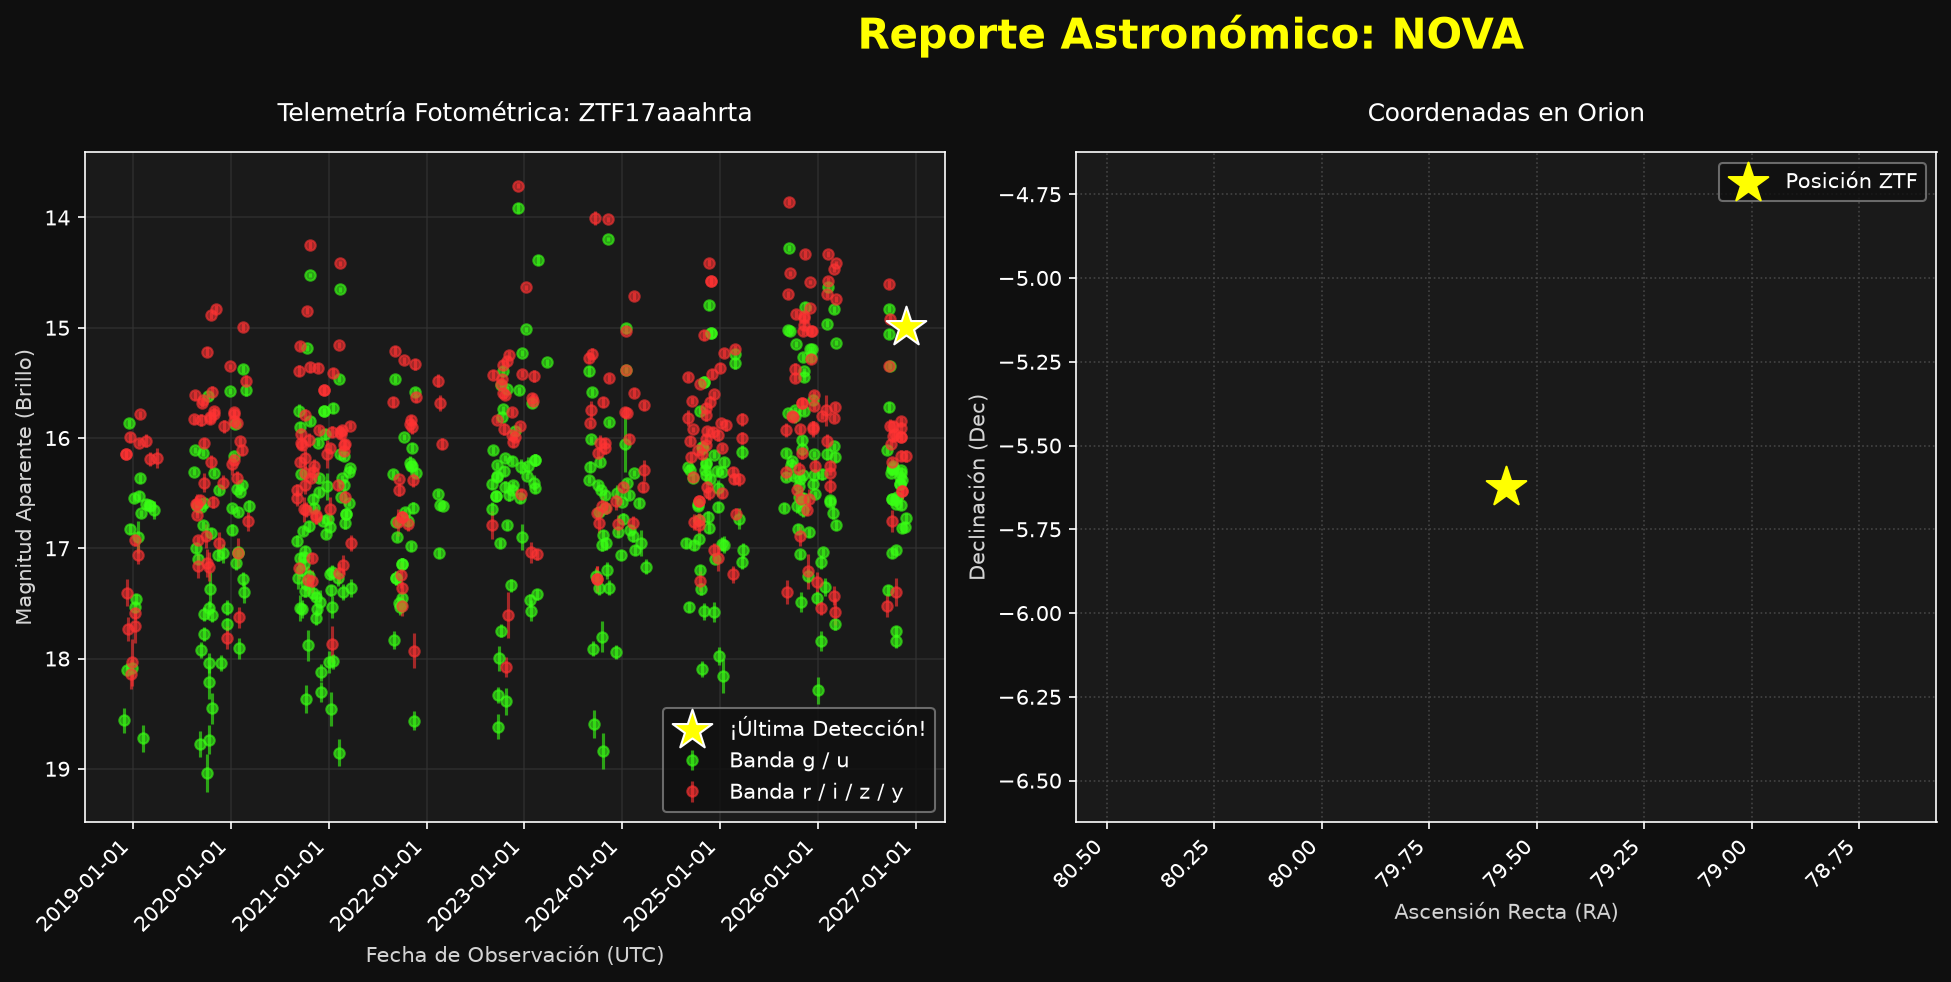 Reporte Astronómico: NOVA
Telemetría Fotométrica: ZTF17aaahrta
Magnitud Aparente (Brillo)
14
15
16
17
18
19
¡Última Detección!
Banda g / u
Banda r / i / z / y
2019-01-01
2020-01-01
2021-01-01
2022-01-01
2023-01-01
2024-01-01
2025-01-01
2026-01-01
2027-01-01
Fecha de Observación (UTC)
Coordenadas en Orion
Declinación (Dec)
−4.75
−5.00
−5.25
−5.50
−5.75
−6.00
−6.25
−6.50
Posición ZTF
80.50
80.25
80.00
79.75
79.50
79.25
79.00
78.75
Ascensión Recta (RA)